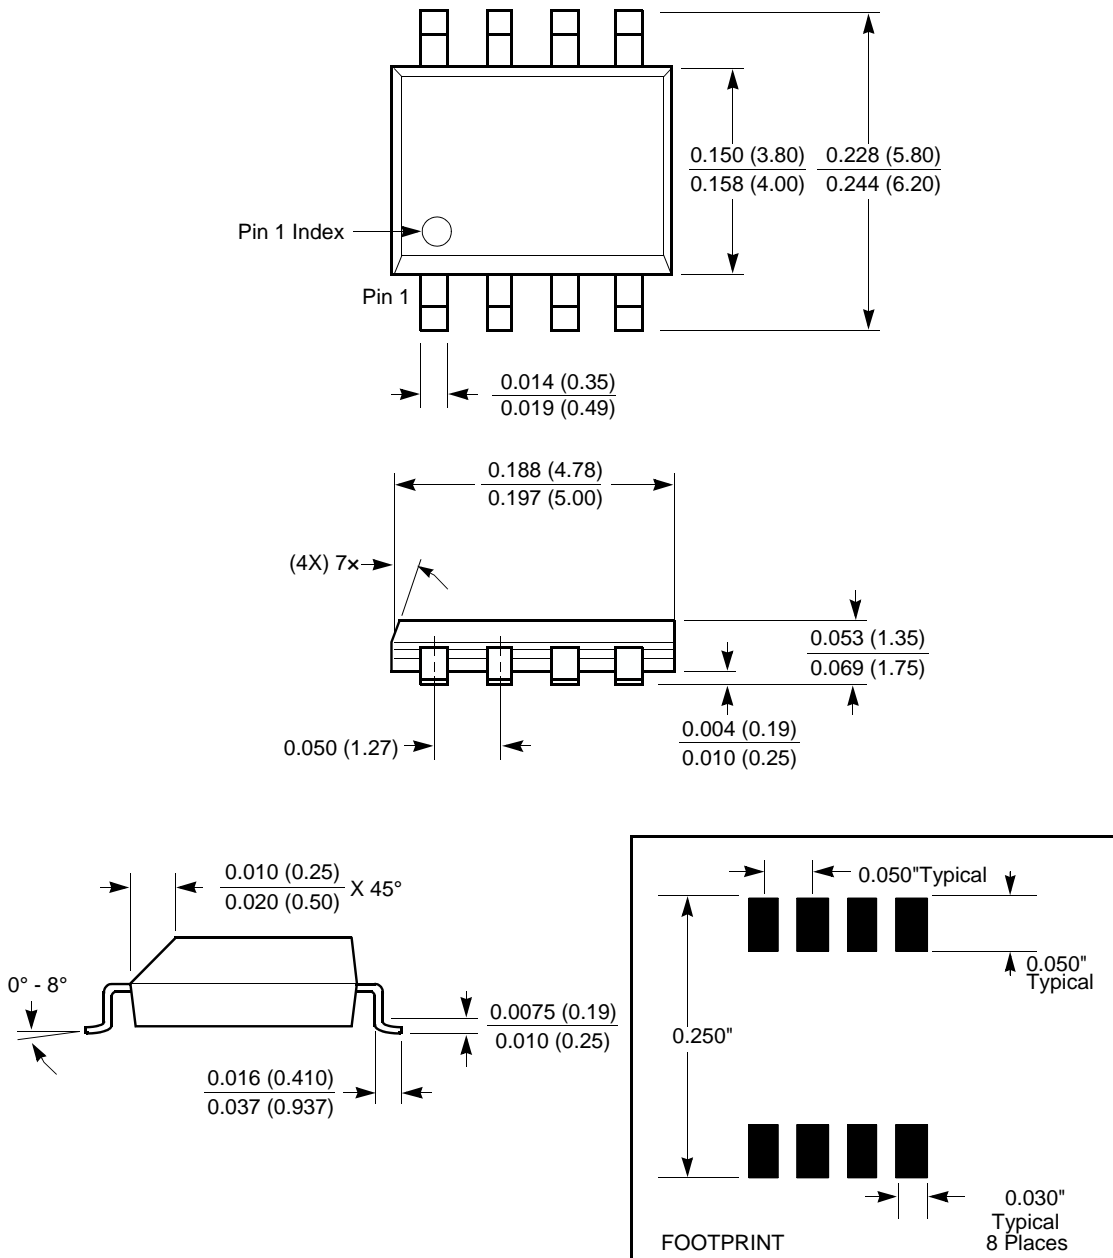 0.150 (3.80)
0.158 (4.00)
0.228 (5.80)
0.244 (6.20)
Pin 1 Index
Pin 1
0.014 (0.35)
0.019 (0.49)
0.188 (4.78)
0.197 (5.00)
(4X) 7×
0.053 (1.35)
0.069 (1.75)
0.004 (0.19)
0.010 (0.25)
0.050 (1.27)
0.010 (0.25)
0.020 (0.50)
X 45°
0° - 8°
0.0075 (0.19)
0.010 (0.25)
0.016 (0.410)
0.037 (0.937)
0.050"Typical
0.050"
Typical
0.250"
0.030"
Typical
8 Places
FOOTPRINT